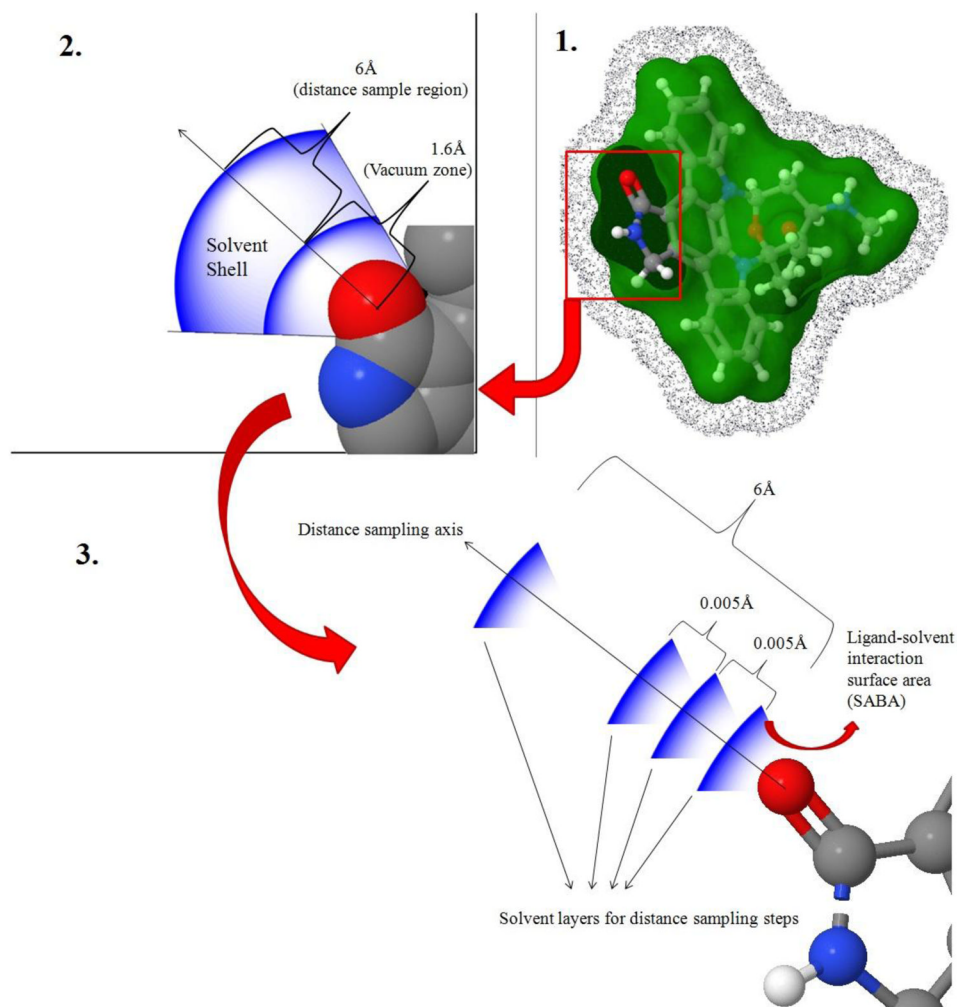 2.
1.
6Å
(distance sample region)
1.6Å
(Vacuum zone)
Solvent
Shell
3.
Distance sampling axis
6Å
0.005Å
0.005Å
Ligand-solvent
interaction
surface area
(SABA)
Solvent layers for distance sampling steps